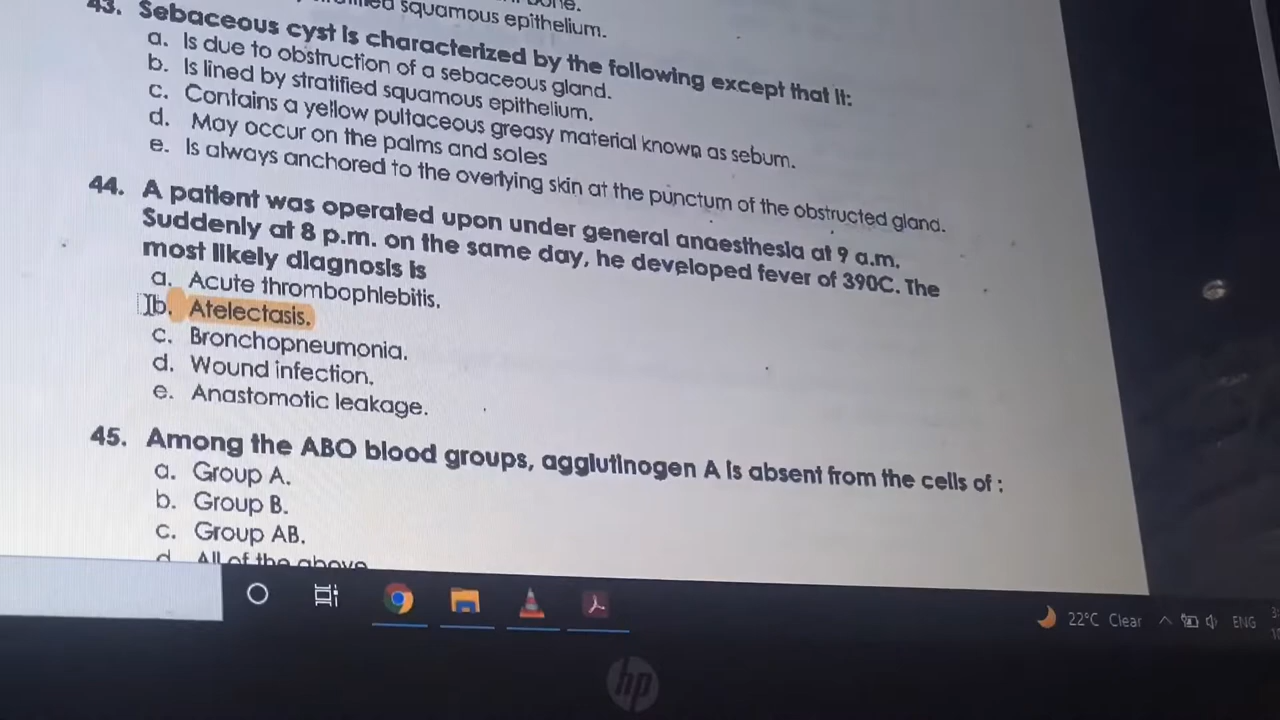 squamous epithelium.
43. Sebaceous cyst is characterized by the following except that it:
a. Is due to obstruction of a sebaceous gland.
b. Is lined by stratified squamous epithelium.
c. Contains a yellow pultaceous greasy material known as sebum.
d. May occur on the palms and soles
e. Is always anchored to the overlying skin at the punctum of the obstructed gland.
44. A patient was operated upon under general anaesthesia at 9 a.m.
Suddenly at 8 p.m. on the same day, he developed fever of 390C. The
most likely diagnosis is
a. Acute thrombophlebitis.
b. Atelectasis.
c. Bronchopneumonia.
d. Wound infection.
e. Anastomotic leakage.
45. Among the ABO blood groups, agglutinogen A is absent from the cells of :
a. Group A.
b. Group B.
c. Group AB.
d. All of the above
22°C Clear ENG
hp